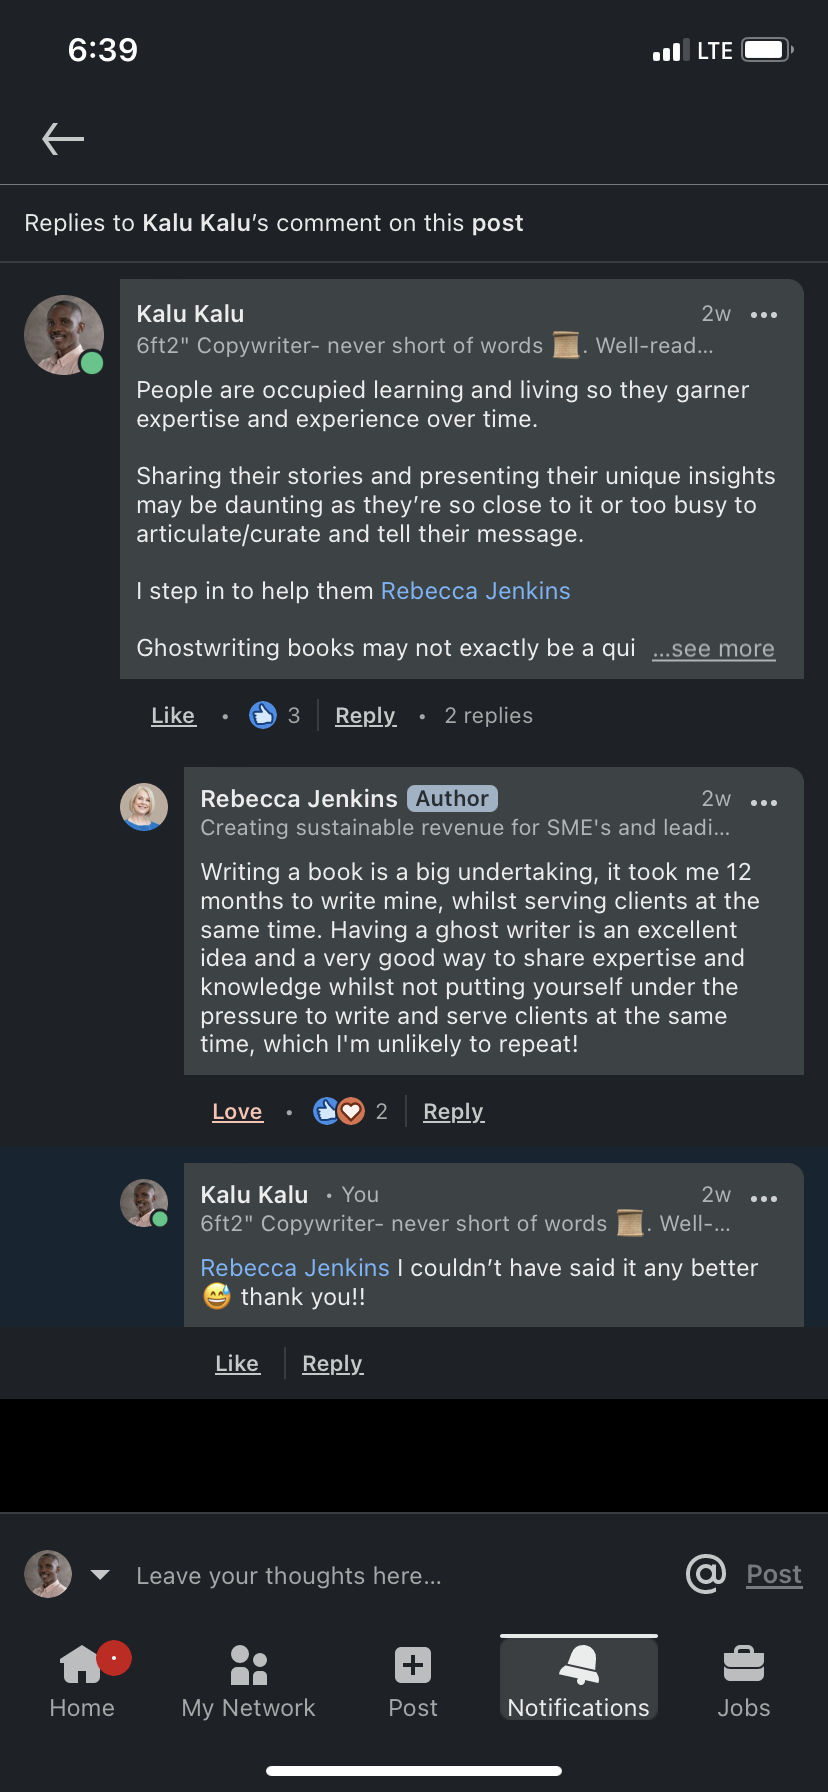 6:39
LTE
Replies to Kalu Kalu's comment on this post
Kalu Kalu 2w
6ft2" Copywriter- never short of words 📜. Well-read...
People are occupied learning and living so they garner
expertise and experience over time.
Sharing their stories and presenting their unique insights
may be daunting as they're so close to it or too busy to
articulate/curate and tell their message.
I step in to help them Rebecca Jenkins
Ghostwriting books may not exactly be a qui ...see more
Like • 3 Reply • 2 replies
Rebecca Jenkins Author 2w
Creating sustainable revenue for SME's and leadi...
Writing a book is a big undertaking, it took me 12
months to write mine, whilst serving clients at the
same time. Having a ghost writer is an excellent
idea and a very good way to share expertise and
knowledge whilst not putting yourself under the
pressure to write and serve clients at the same
time, which I'm unlikely to repeat!
Love • 2 Reply
Kalu Kalu • You 2w
6ft2" Copywriter- never short of words 📜. Well-...
Rebecca Jenkins I couldn't have said it any better
😅 thank you!!
Like Reply
Leave your thoughts here... @ Post
Home My Network Post Notifications Jobs